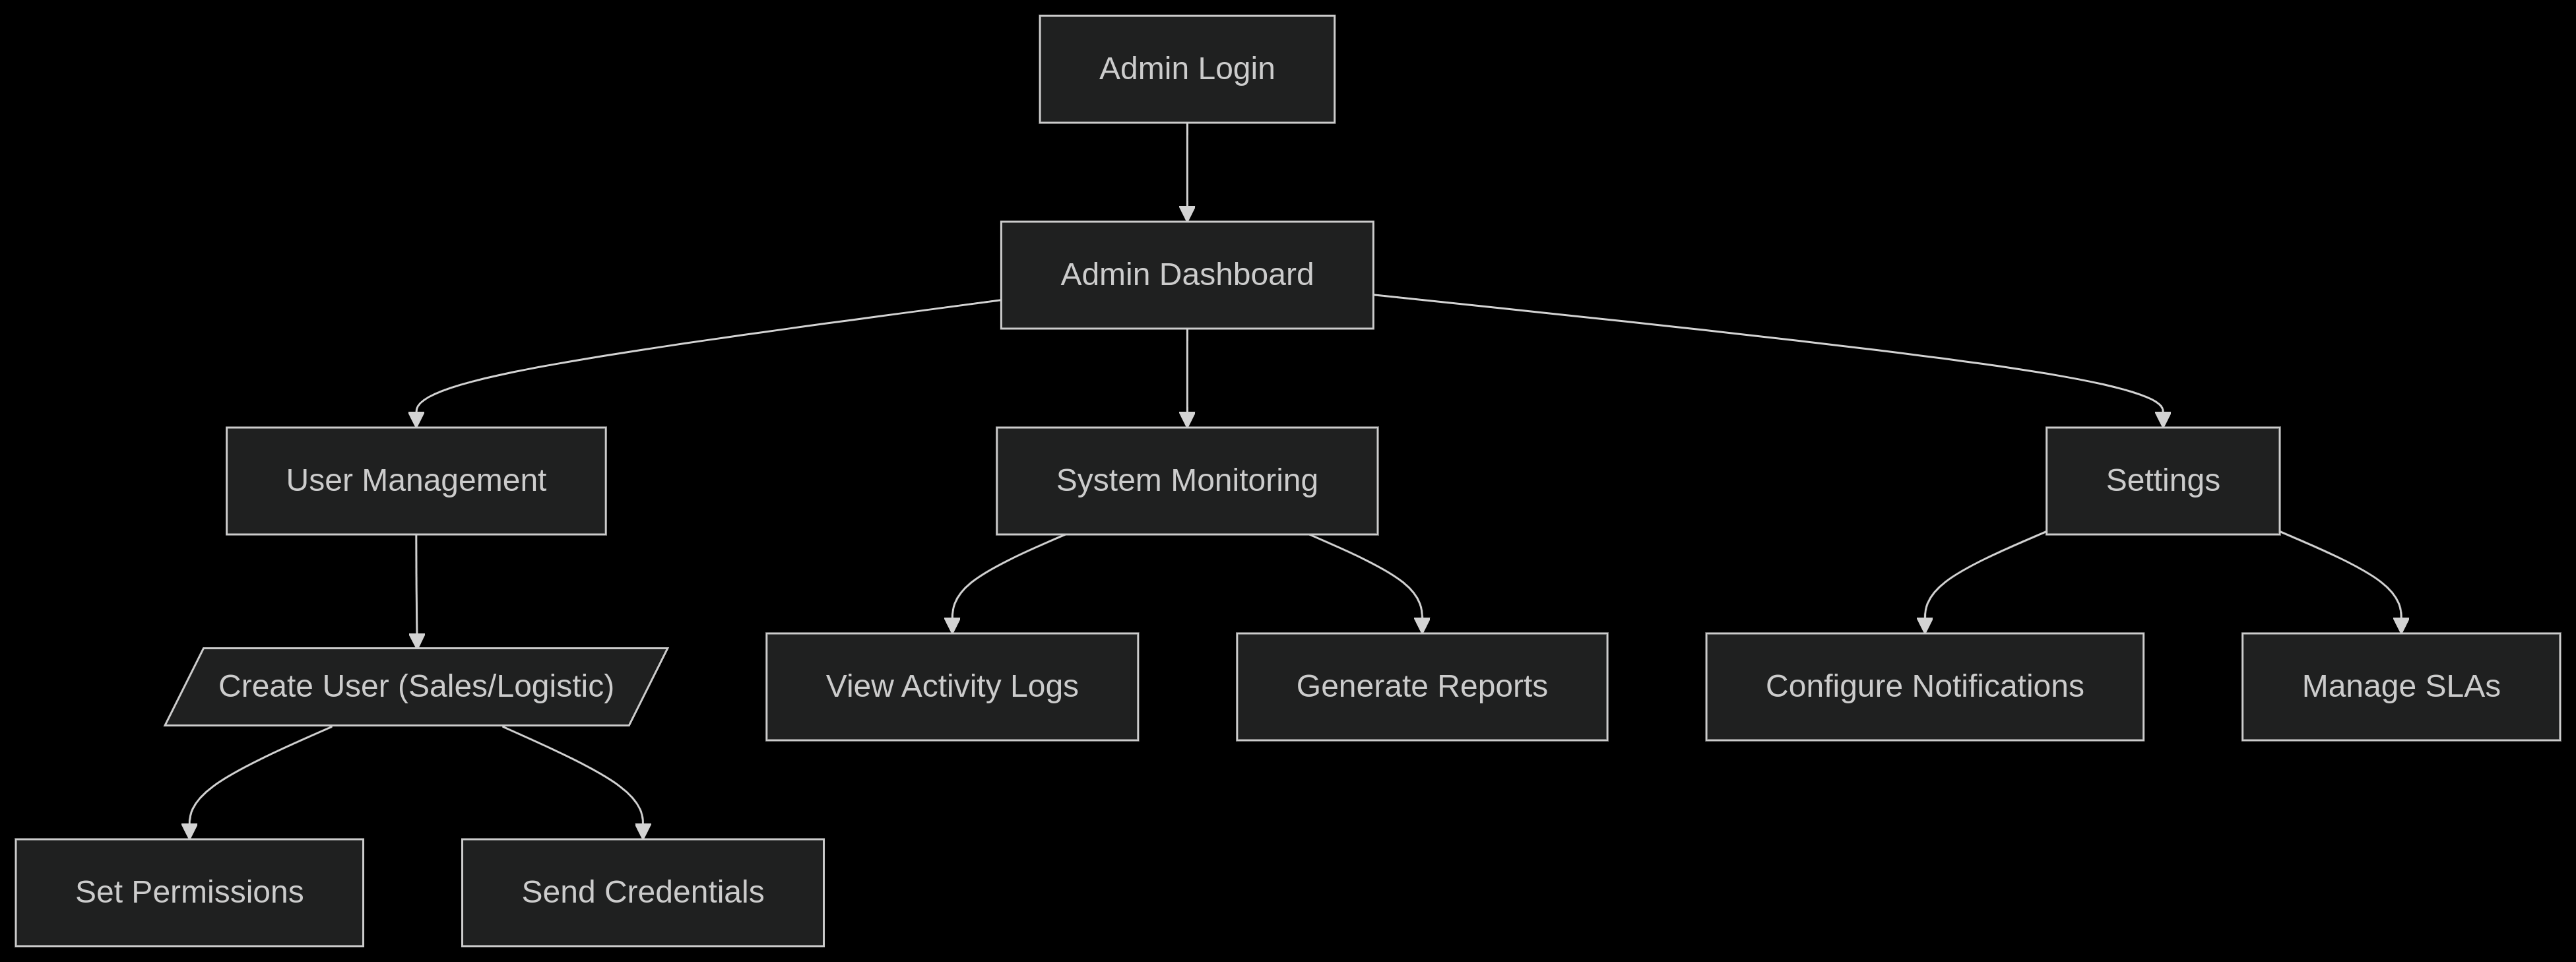 Admin Login
Admin Dashboard
User Management
System Monitoring
Settings
Create User (Sales/Logistic)
View Activity Logs
Generate Reports
Configure Notifications
Manage SLAs
Set Permissions
Send Credentials